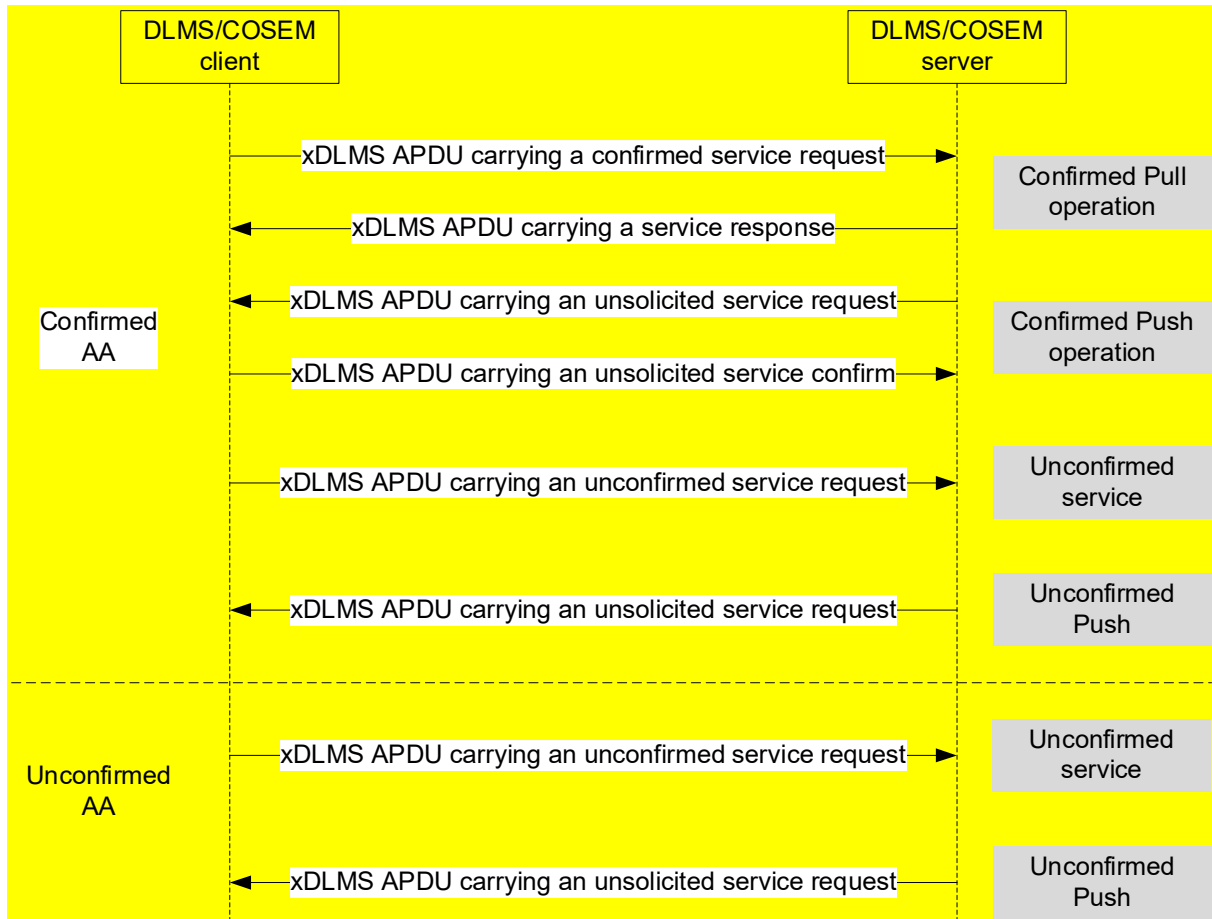 DLMS/COSEM
client
DLMS/COSEM
server
xDLMS APDU carrying a confirmed service request
Confirmed Pull
operation
xDLMS APDU carrying a service response
xDLMS APDU carrying an unsolicited service request
Confirmed
AA
Confirmed Push
operation
xDLMS APDU carrying an unsolicited service confirm
xDLMS APDU carrying an unconfirmed service request
Unconfirmed
service
xDLMS APDU carrying an unsolicited service request
Unconfirmed
Push
xDLMS APDU carrying an unconfirmed service request
Unconfirmed
service
Unconfirmed
AA
xDLMS APDU carrying an unsolicited service request
Unconfirmed
Push